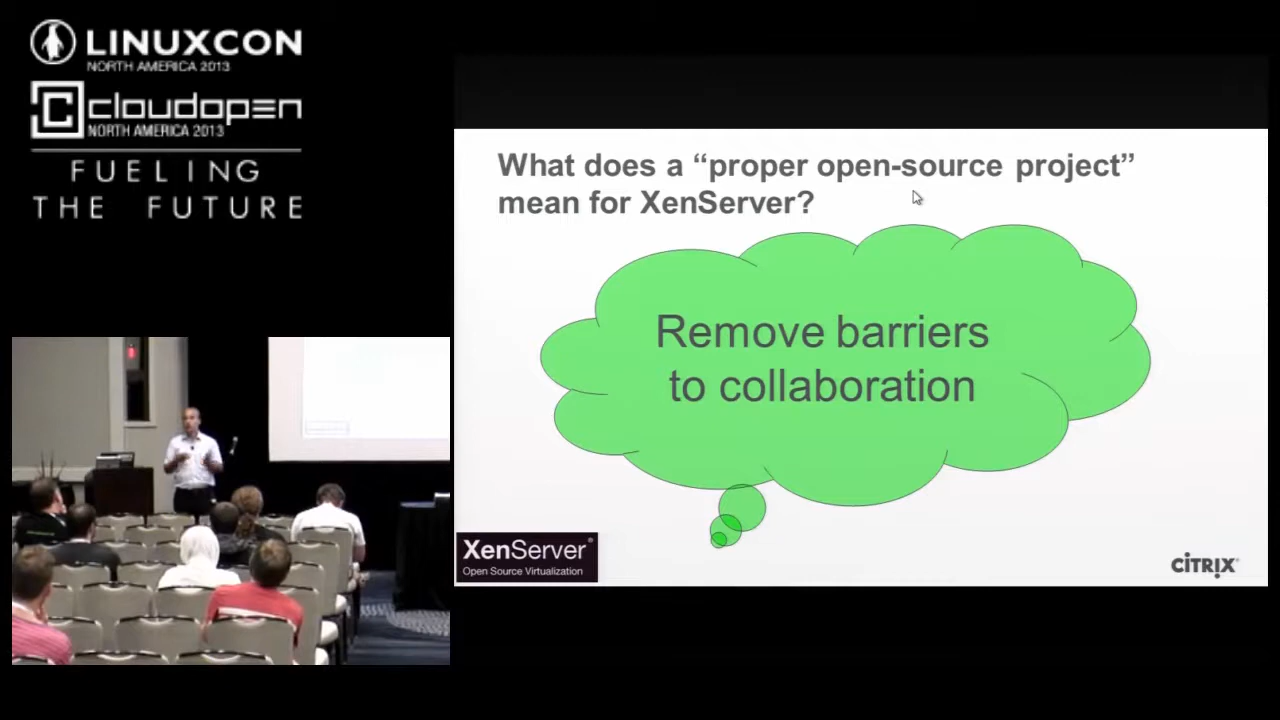 LINUXCON
NORTH AMERICA 2013
cloudopen
NORTH AMERICA 2013
FUELING
THE FUTURE
What does a “proper open-source project”
mean for XenServer?
Remove barriers
to collaboration
XenServer®
Open Source Virtualization
CITRIX®